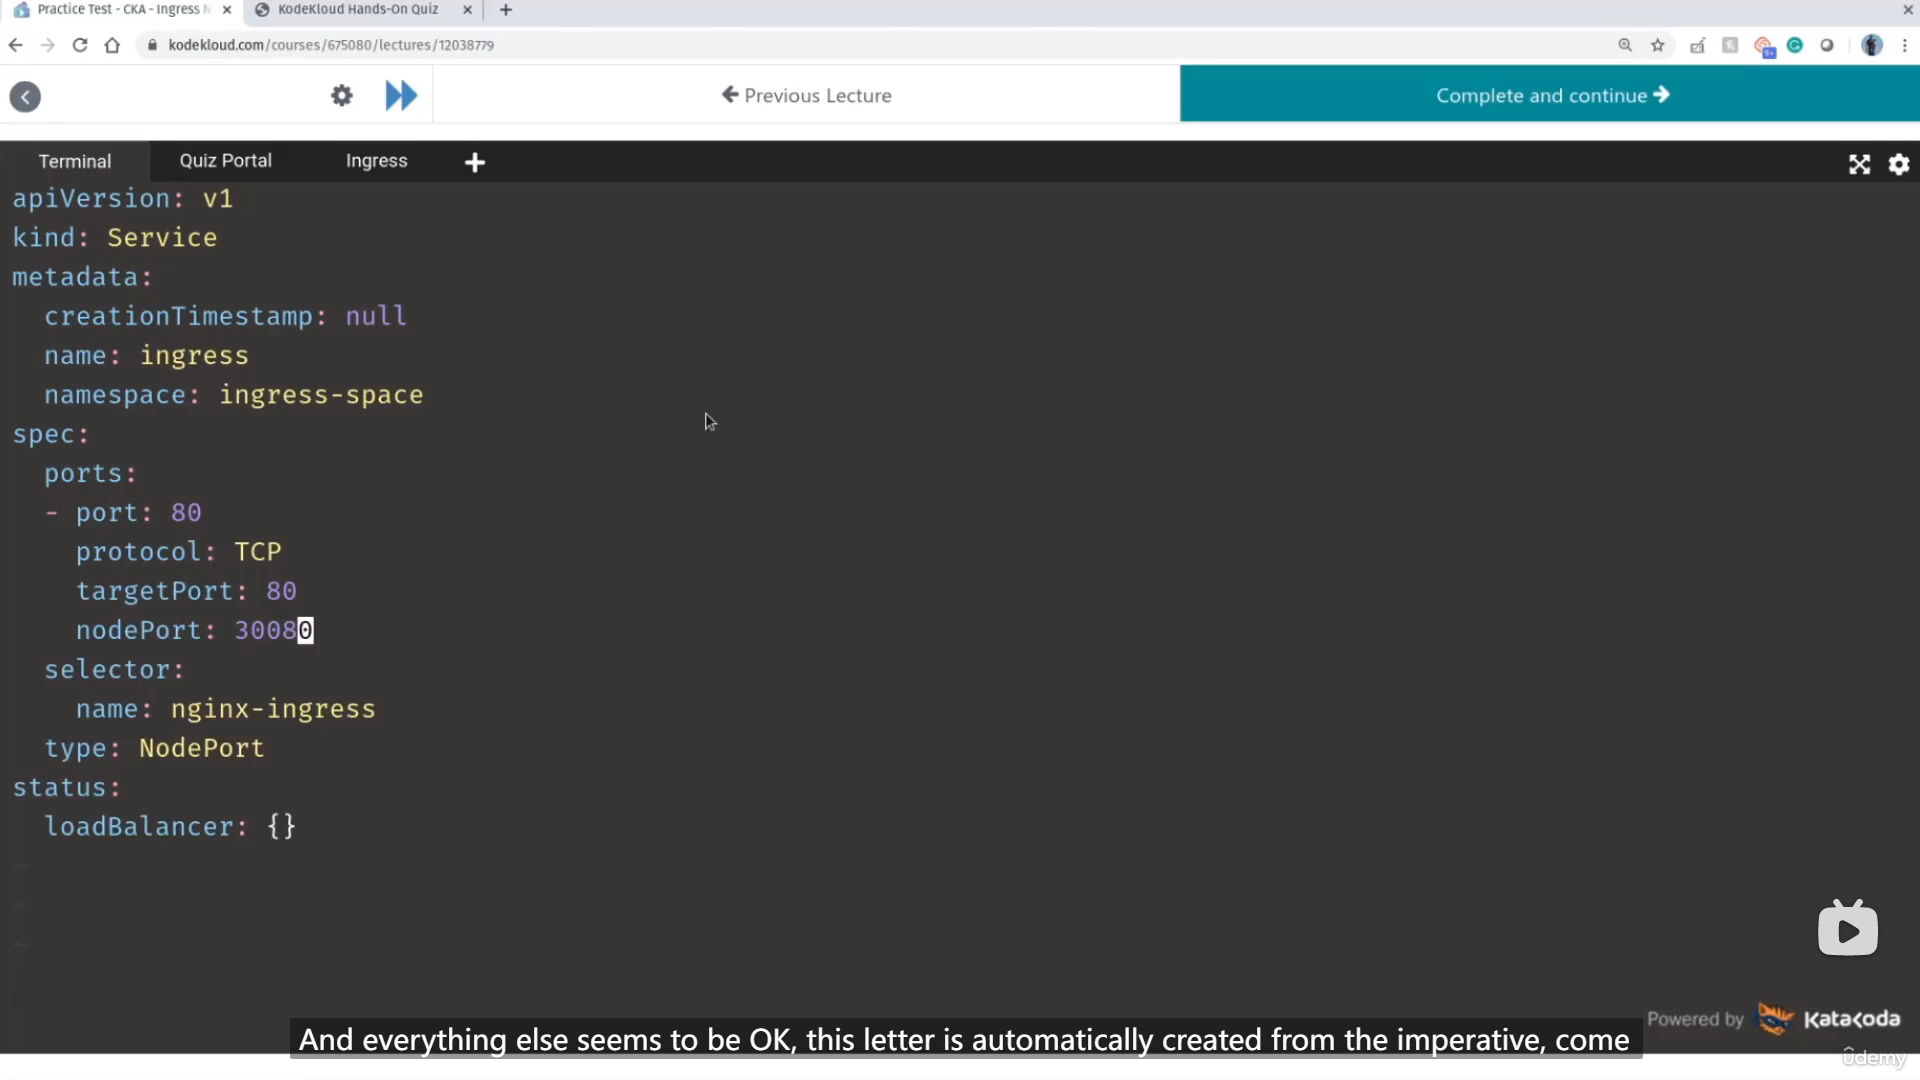 Practice Test - CKA - Ingress N
KodeKloud Hands-On Quiz
kodekloud.com/courses/675080/lectures/12038779
9+
Previous Lecture
Complete and continue
Terminal
Quiz Portal
Ingress
apiVersion: v1
kind: Service
metadata:
  creationTimestamp: null
  name: ingress
  namespace: ingress-space
spec:
  ports:
  - port: 80
    protocol: TCP
    targetPort: 80
    nodePort: 30080
  selector:
    name: nginx-ingress
  type: NodePort
status:
  loadBalancer: {}
~
~
~
Powered by Katacoda
And everything else seems to be OK, this letter is automatically created from the imperative, come
ûdemy